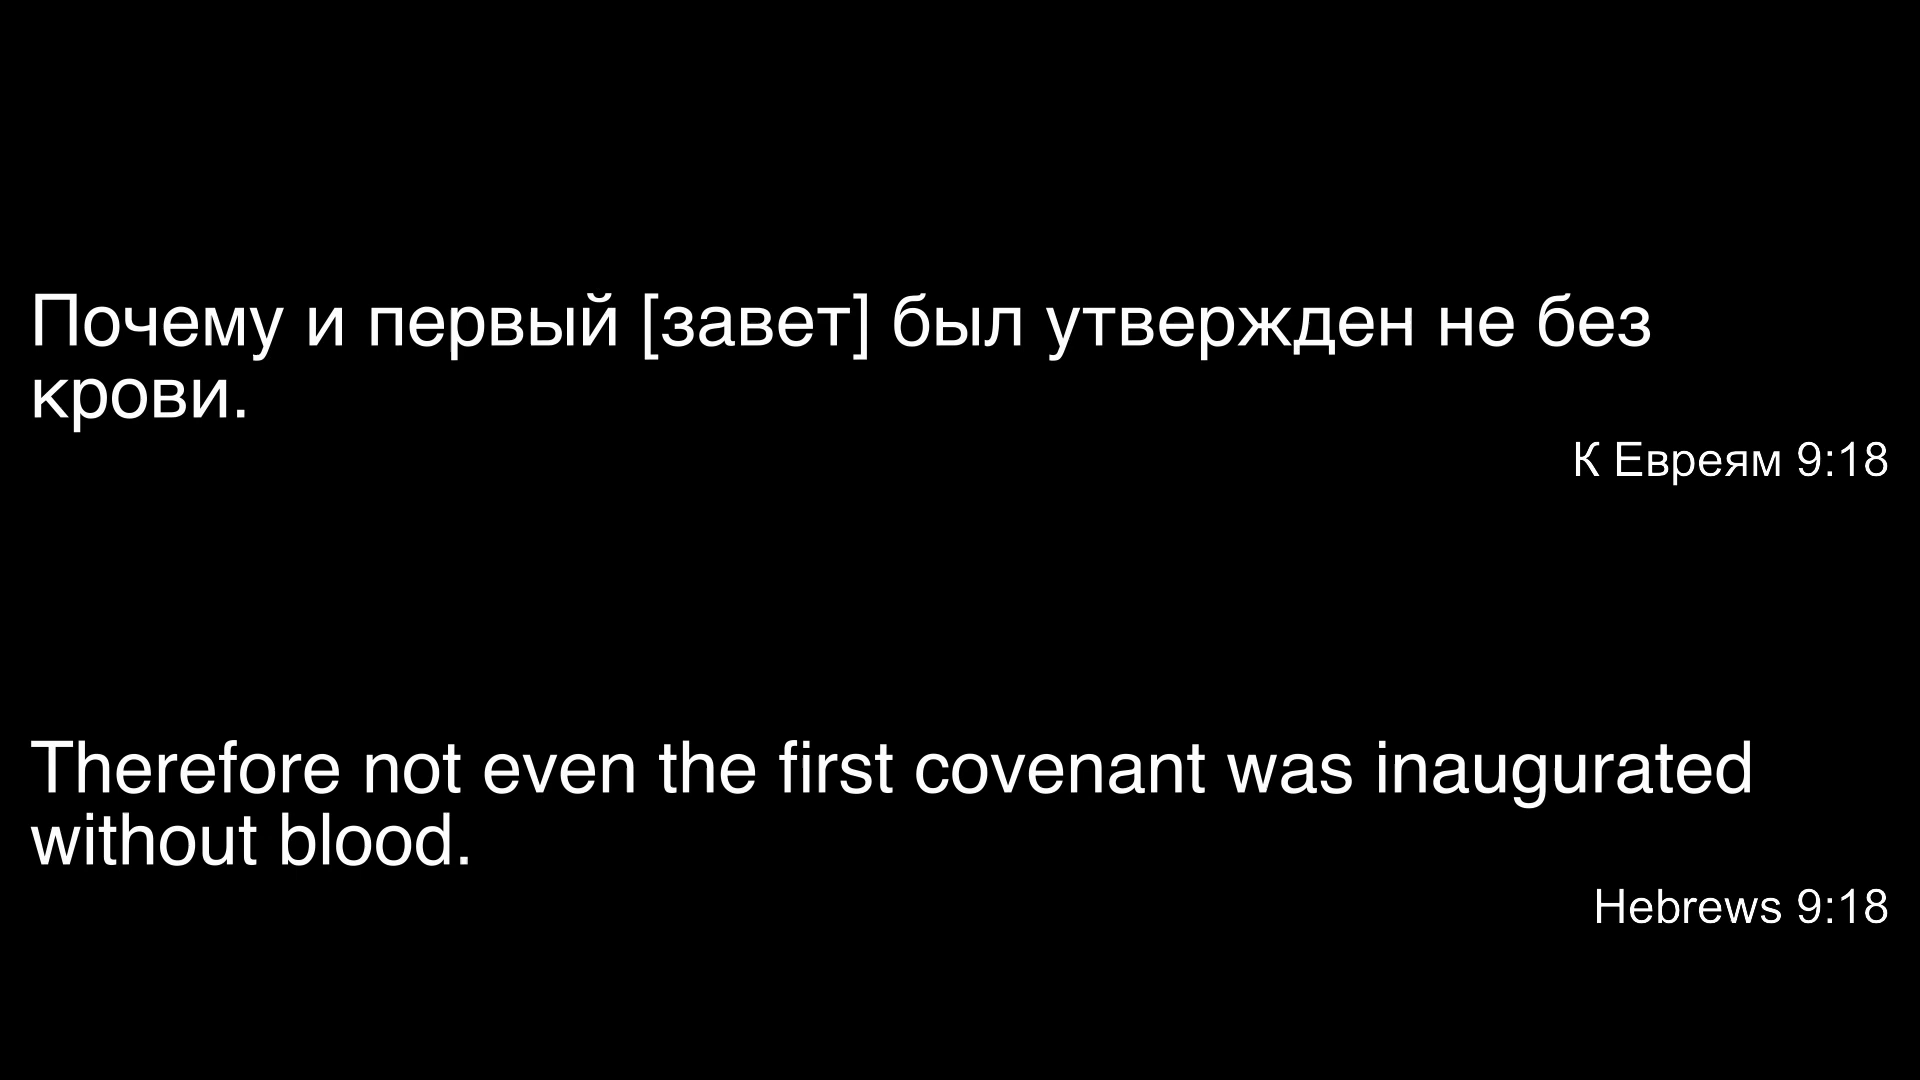 Почему и первый [завет] был утвержден не без
крови.
К Евреям 9:18
Therefore not even the first covenant was inaugurated
without blood.
Hebrews 9:18